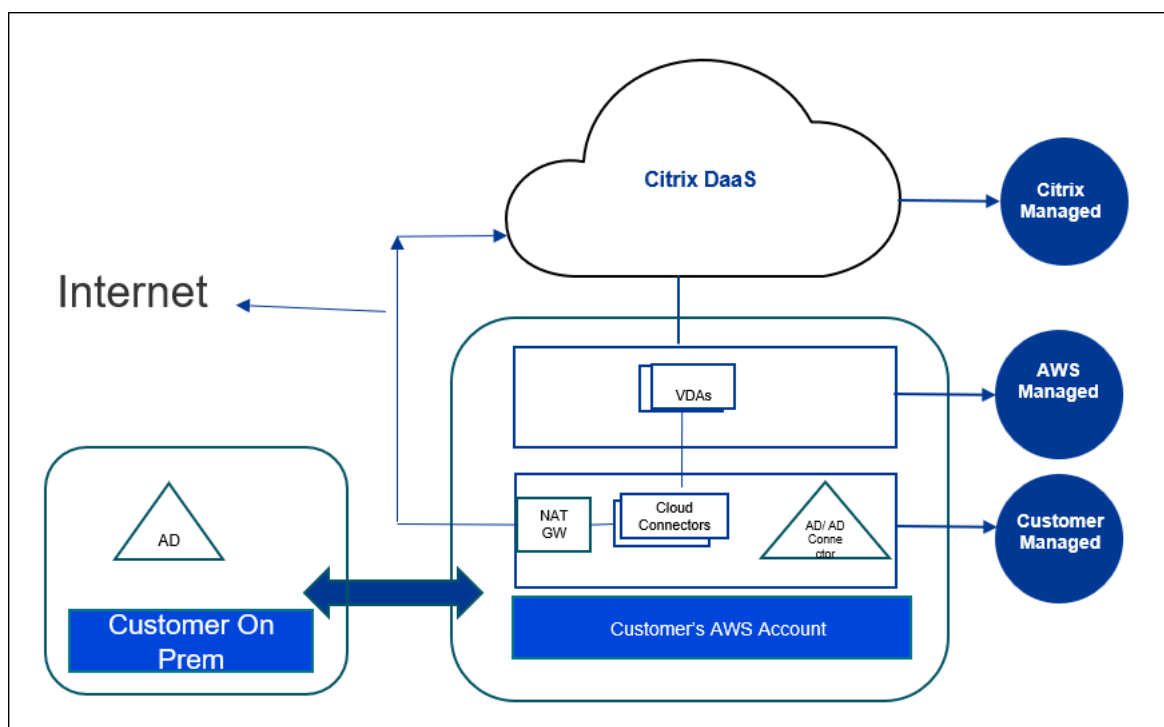 Citrix DaaS
Citrix
Managed
Internet
AWS
Managed
VDAs
Customer
Managed
NAT
GW
Cloud
Connectors
AD/ AD
Conne
ctor
AD
Customer On
Prem
Customer's AWS Account